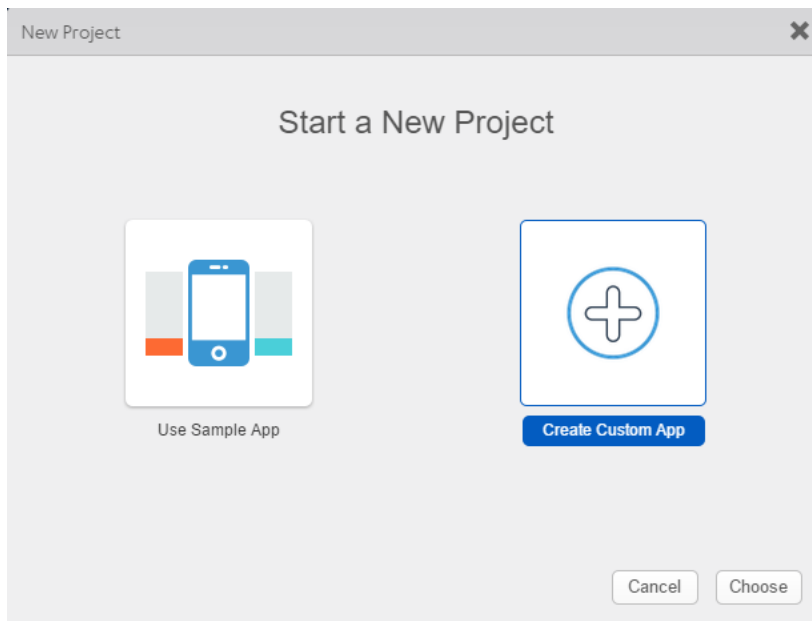 New Project
Start a New Project
Use Sample App
Create Custom App
Cancel
Choose